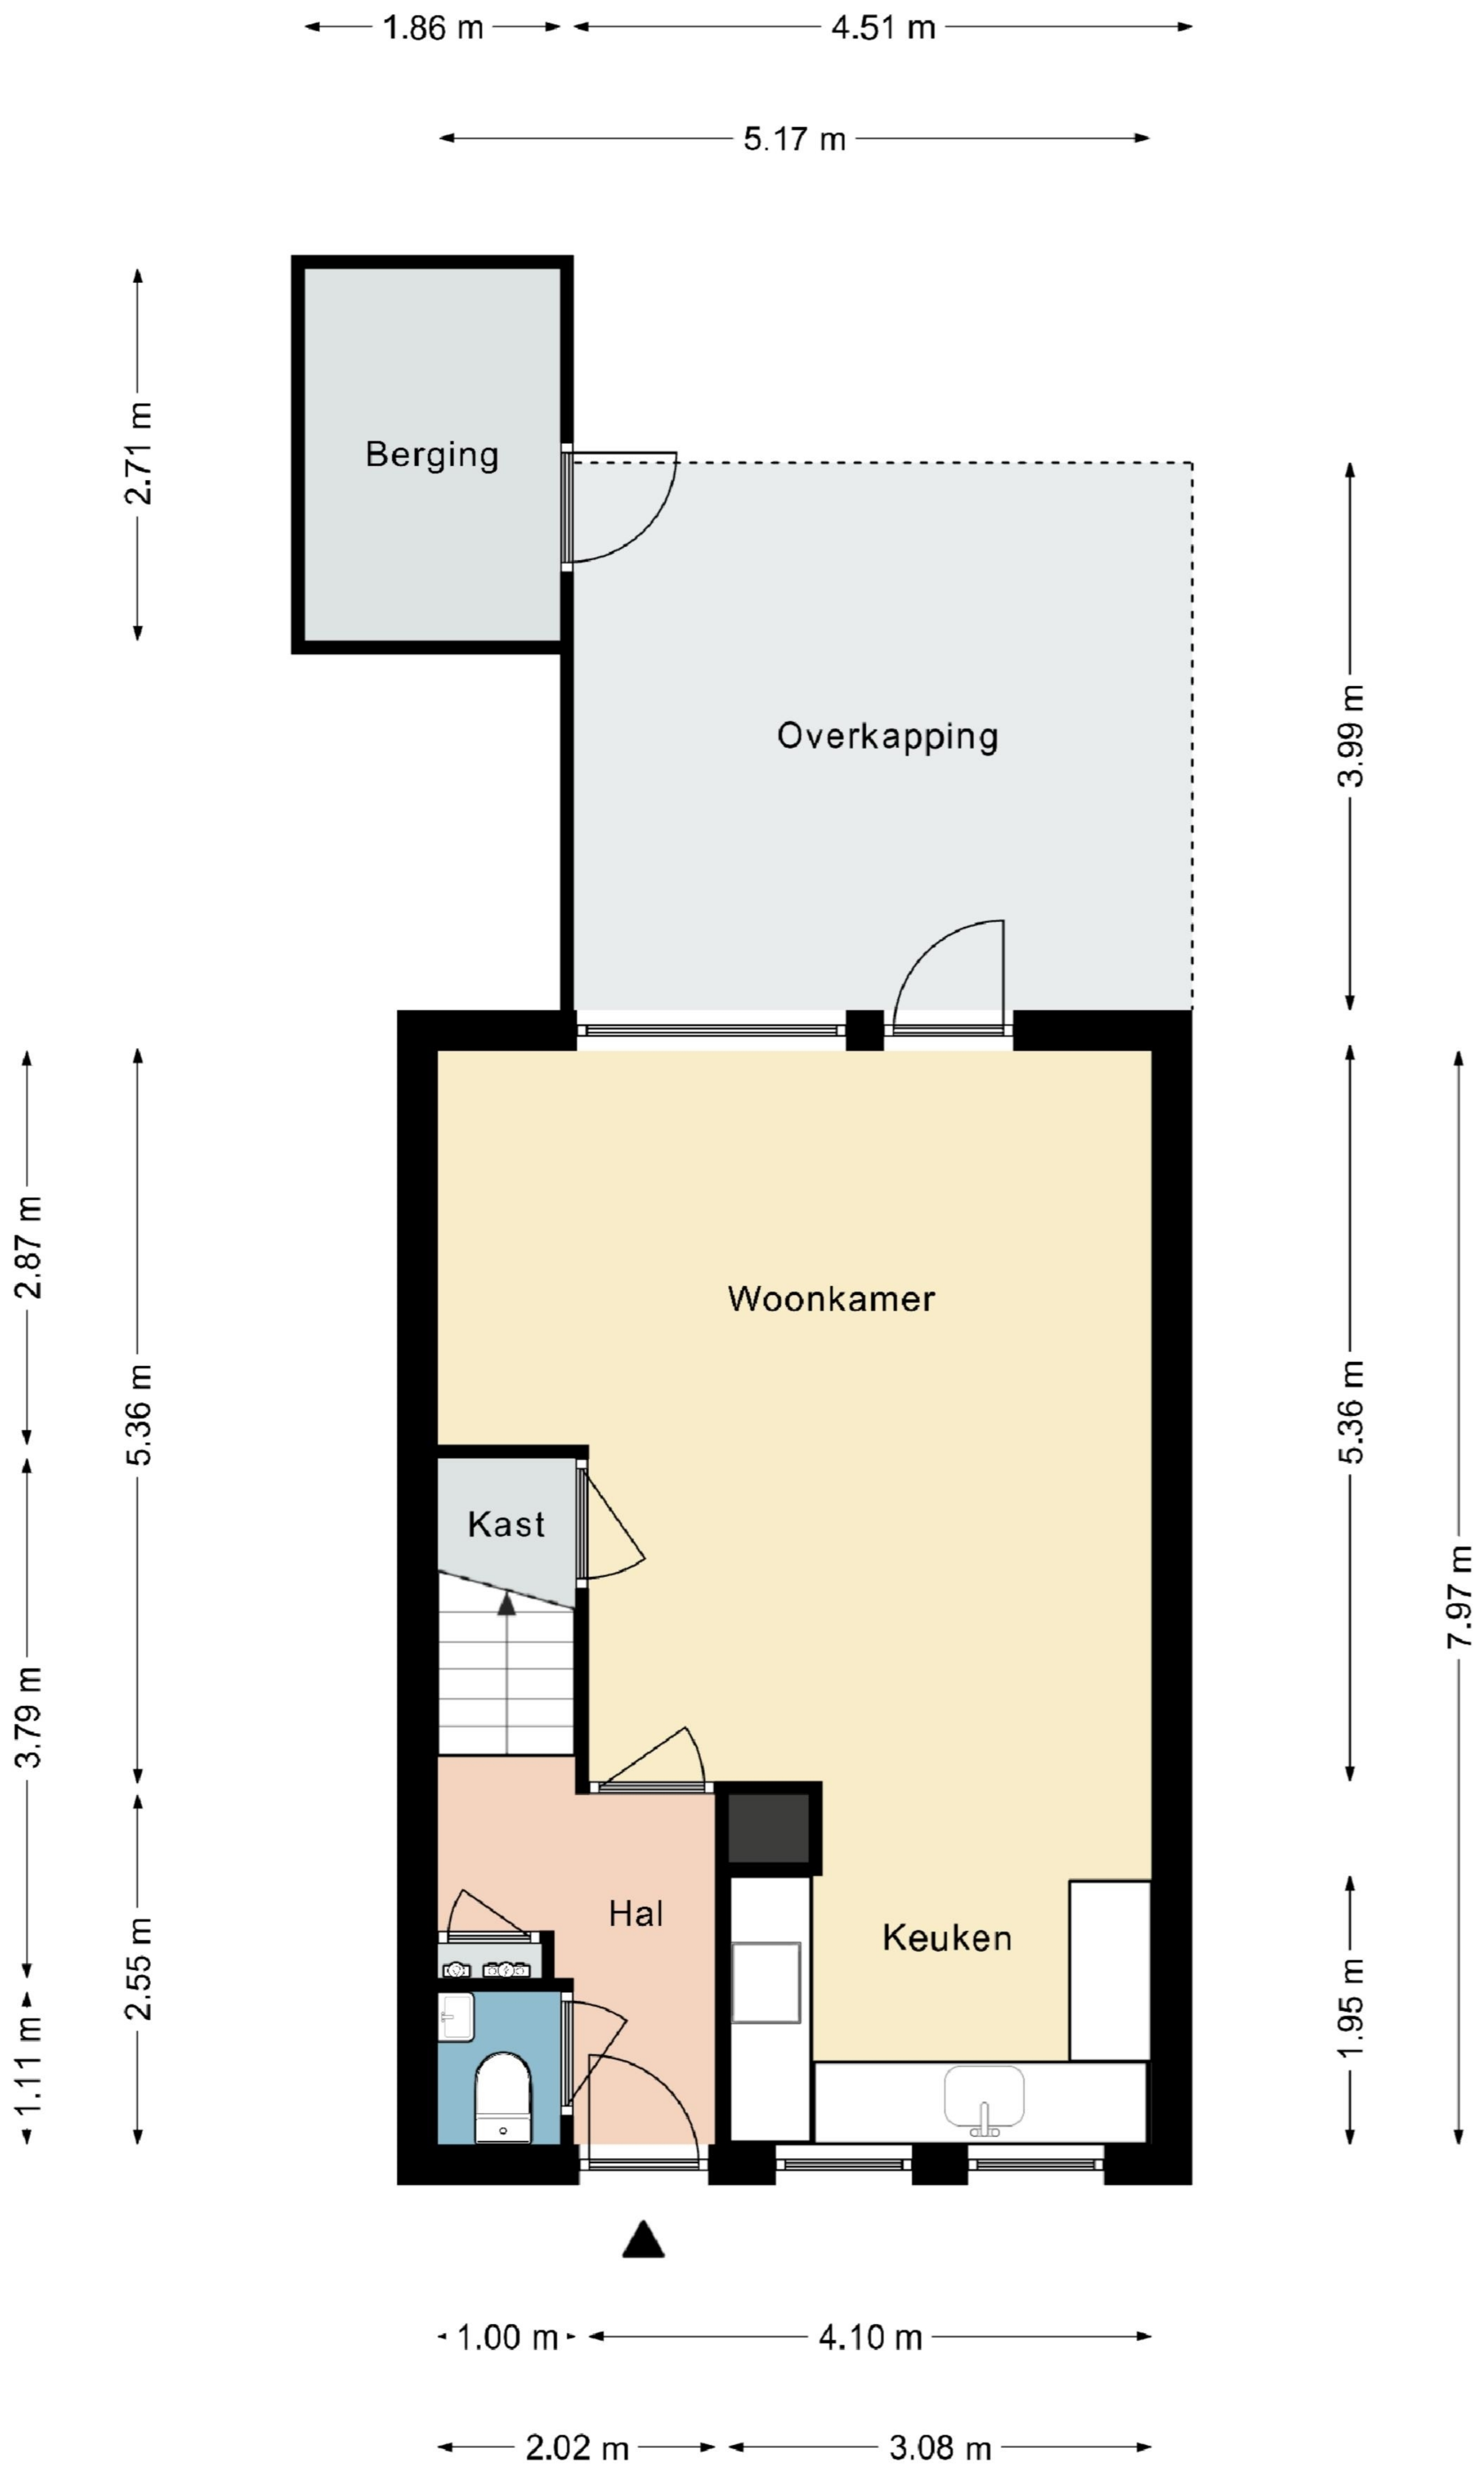 1.86 m
4.51 m
5.17 m
2.71 m
Berging
Overkapping
3.99 m
2.87 m
5.36 m
Woonkamer
5.36 m
Kast
7.97 m
3.79 m
2.55 m
Hal
Keuken
1.95 m
1.11 m
1.00 m
4.10 m
2.02 m
3.08 m